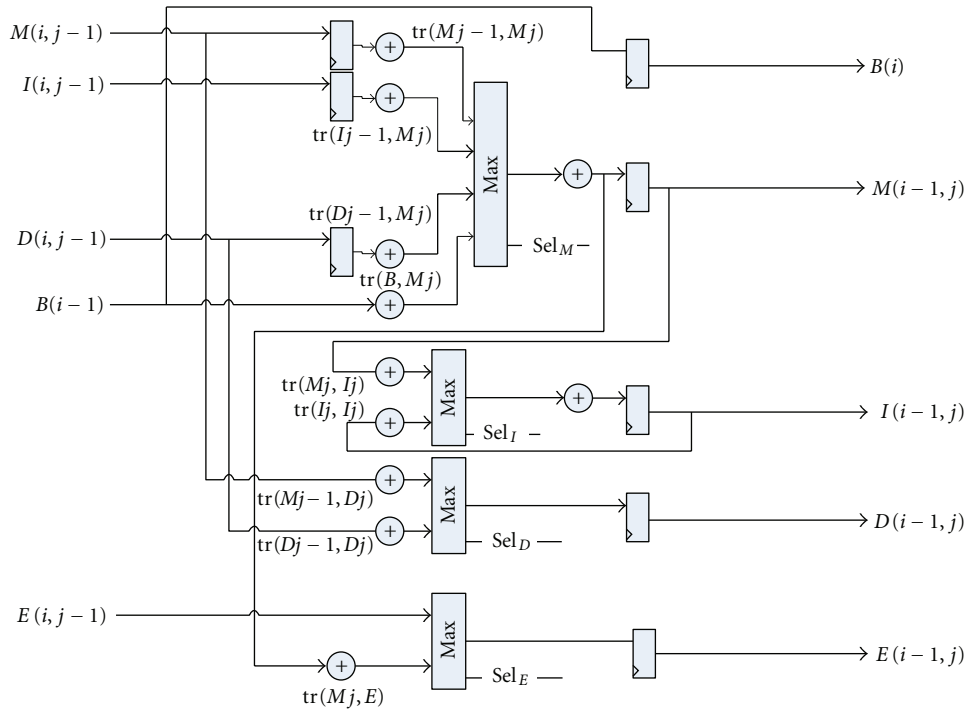 M(i, j − 1)
tr(Mj − 1, Mj)
+
B(i)
I(i, j − 1)
+
tr(Ij − 1, Mj)
Max
+
M(i − 1, j)
tr(Dj − 1, Mj)
D(i, j − 1)
+
Sel_M
tr(B, Mj)
B(i − 1)
+
+
tr(Mj, Ij)
Max
+
tr(Ij, Ij)
I(i − 1, j)
+
Sel_I
+
tr(Mj − 1, Dj)
Max
D(i − 1, j)
+
tr(Dj − 1, Dj)
Sel_D
E(i, j − 1)
Max
E(i − 1, j)
+
Sel_E
tr(Mj, E)